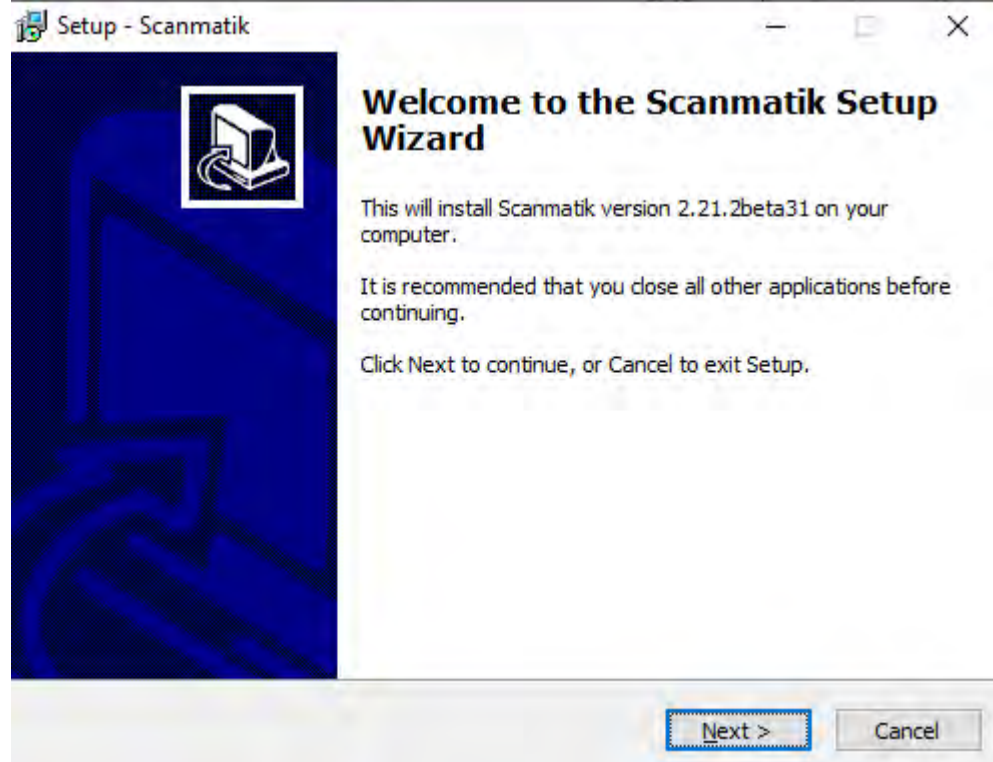 Setup - Scanmatik
Welcome to the Scanmatik Setup
Wizard
This will install Scanmatik version 2.21.2beta31 on your
computer.
It is recommended that you close all other applications before
continuing.
Click Next to continue, or Cancel to exit Setup.
Next >
Cancel